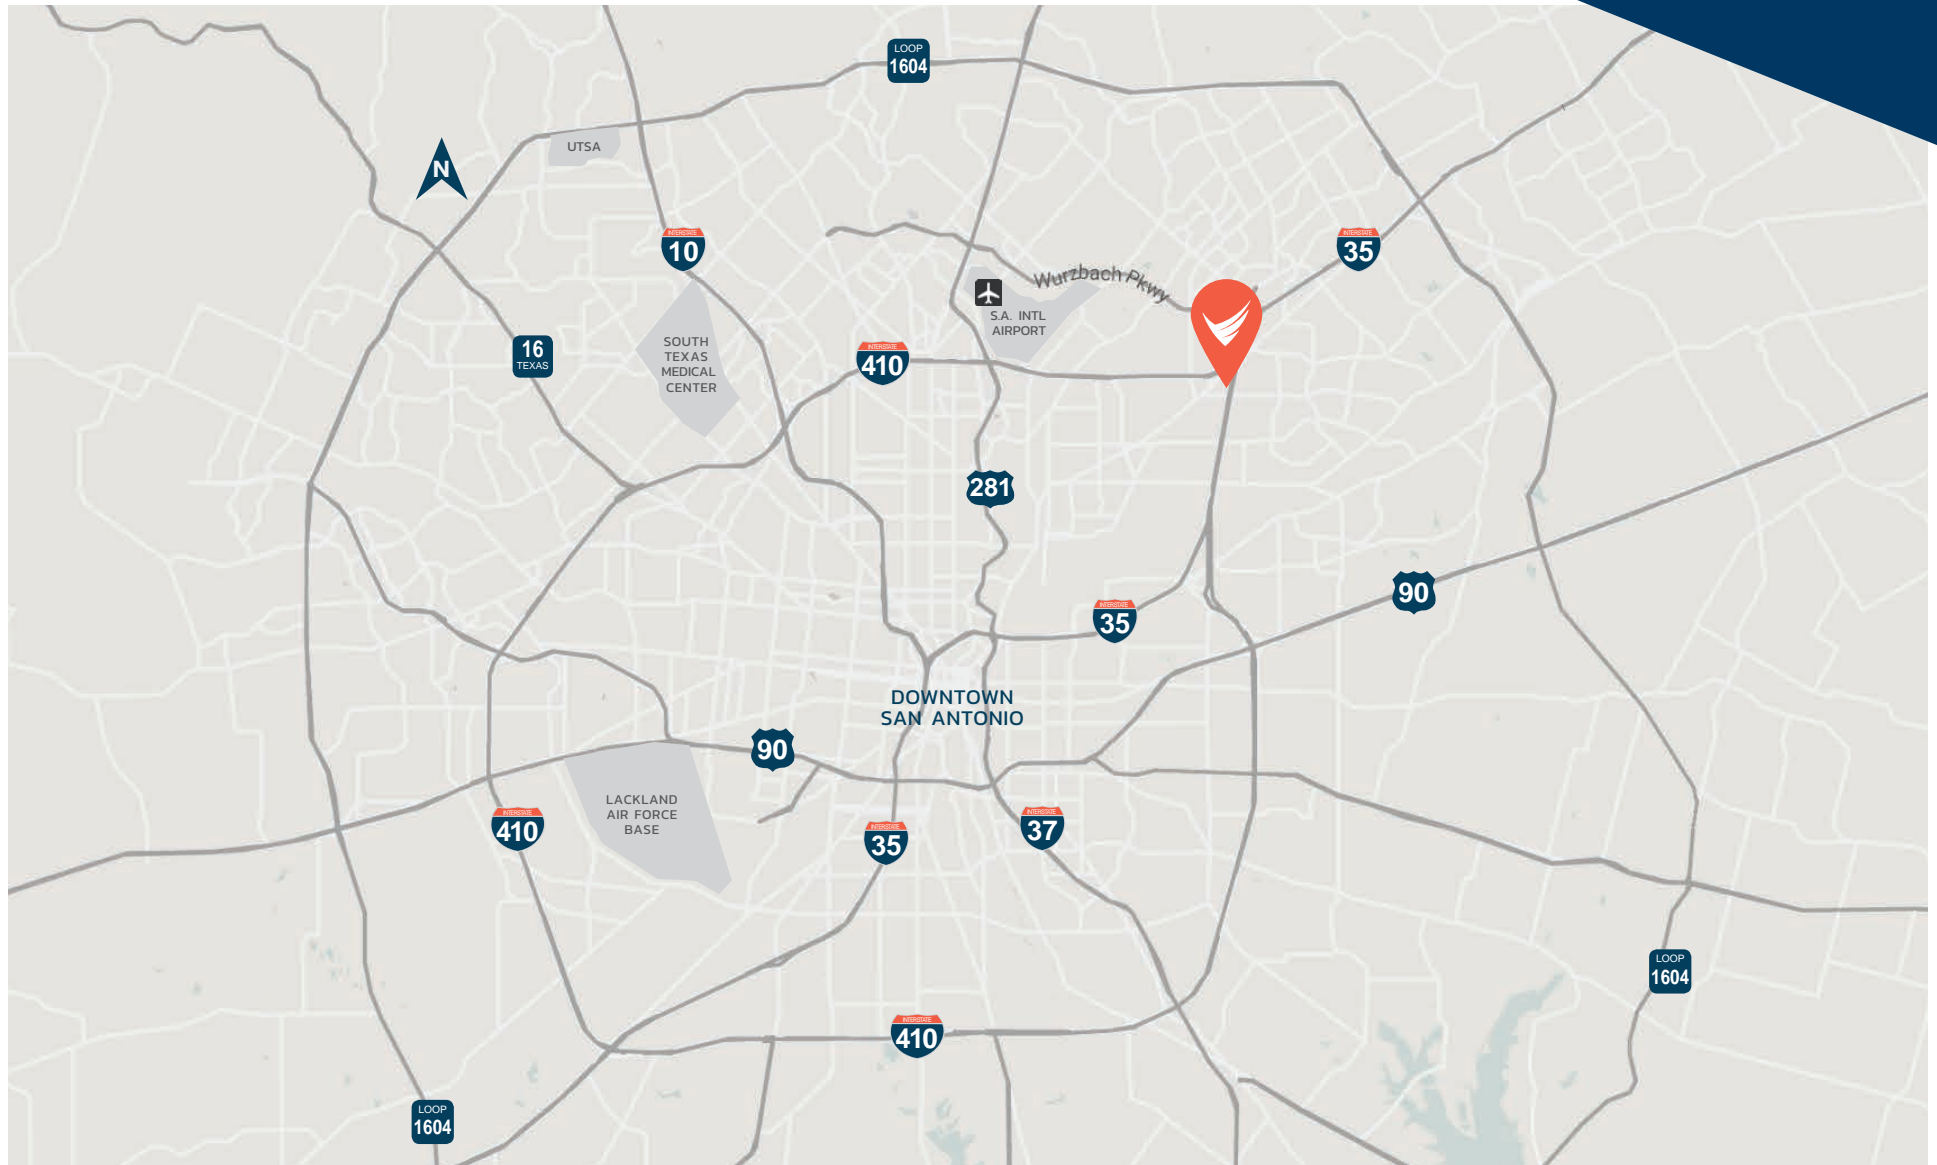 LOOP
1604
UTSA
N
INTERSTATE
10
INTERSTATE
35
Wurzbach Pkwy
S.A. INTL
AIRPORT
16
TEXAS
SOUTH
TEXAS
MEDICAL
CENTER
INTERSTATE
410
281
90
INTERSTATE
35
DOWNTOWN
SAN ANTONIO
90
LACKLAND
AIR FORCE
BASE
INTERSTATE
410
INTERSTATE
35
INTERSTATE
37
LOOP
1604
INTERSTATE
410
LOOP
1604